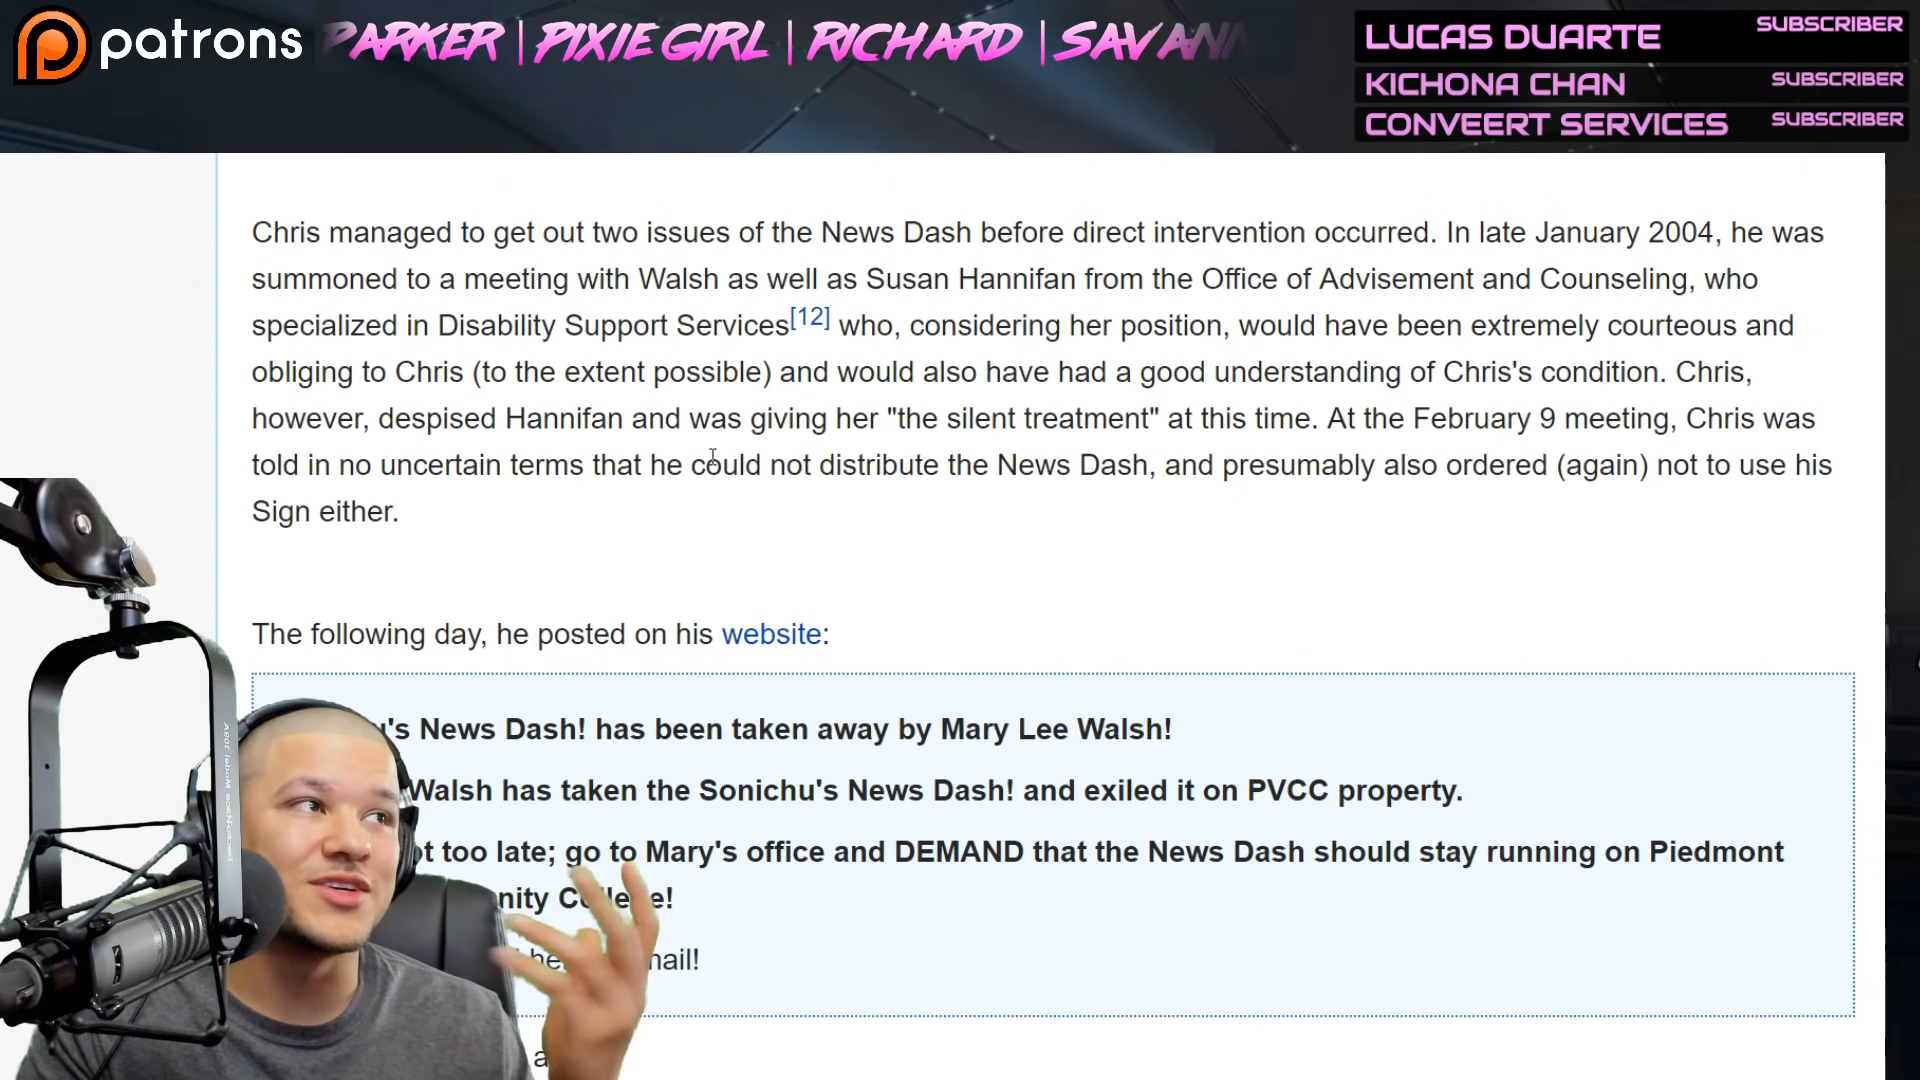 patrons
PARKER | PIXIE GIRL | RICHARD | SAVANN
LUCAS DUARTE SUBSCRIBER
KICHONA CHAN SUBSCRIBER
CONVEERT SERVICES SUBSCRIBER
Chris managed to get out two issues of the News Dash before direct intervention occurred. In late January 2004, he was
summoned to a meeting with Walsh as well as Susan Hannifan from the Office of Advisement and Counseling, who
specialized in Disability Support Services[12] who, considering her position, would have been extremely courteous and
obliging to Chris (to the extent possible) and would also have had a good understanding of Chris's condition. Chris,
however, despised Hannifan and was giving her "the silent treatment" at this time. At the February 9 meeting, Chris was
told in no uncertain terms that he could not distribute the News Dash, and presumably also ordered (again) not to use his
Sign either.
The following day, he posted on his website:
u's News Dash! has been taken away by Mary Lee Walsh!
Walsh has taken the Sonichu's News Dash! and exiled it on PVCC property.
ot too late; go to Mary's office and DEMAND that the News Dash should stay running on Piedmont